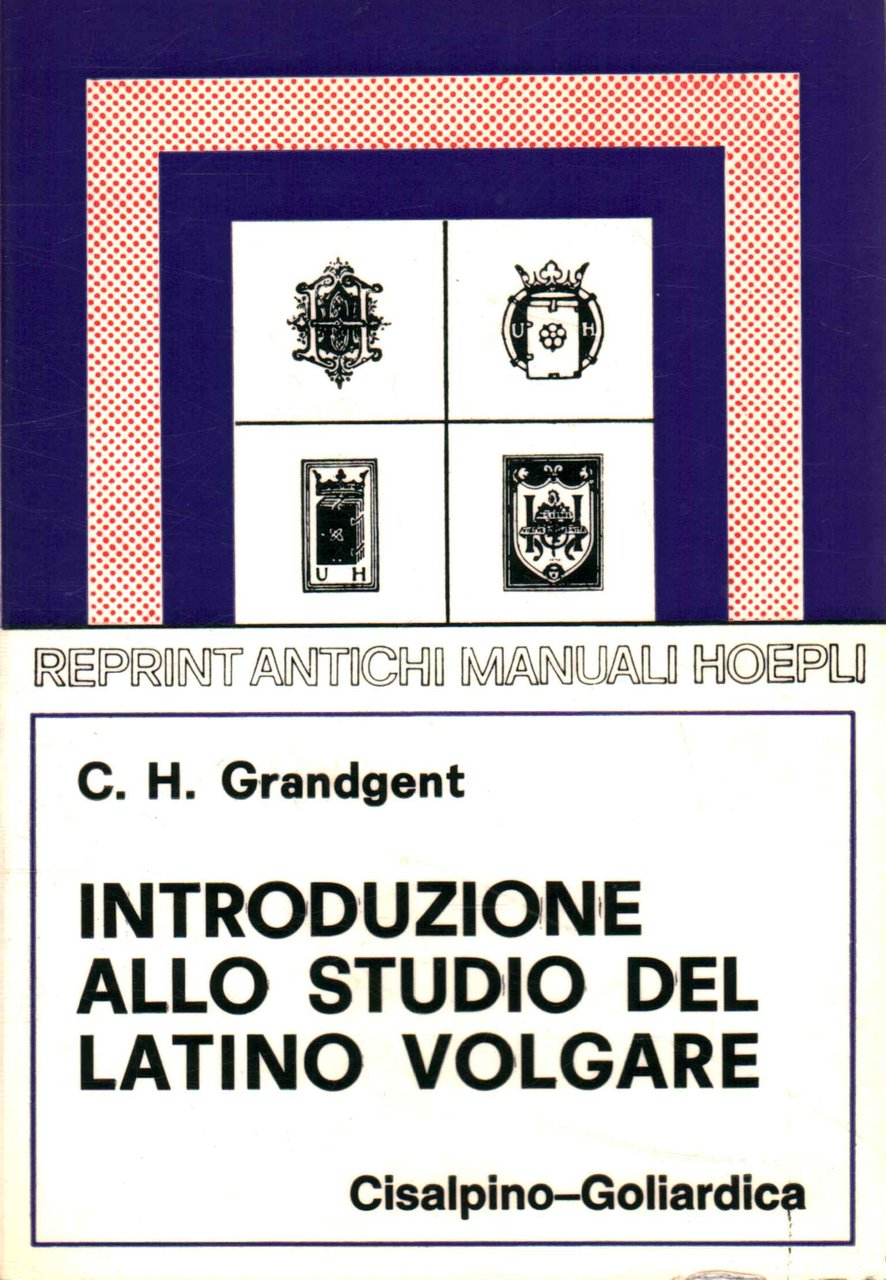 U H
U H
REPRINT ANTICHI MANUALI HOEPLI
C. H. Grandgent
INTRODUZIONE
ALLO STUDIO DEL
LATINO VOLGARE
Cisalpino–Goliardica